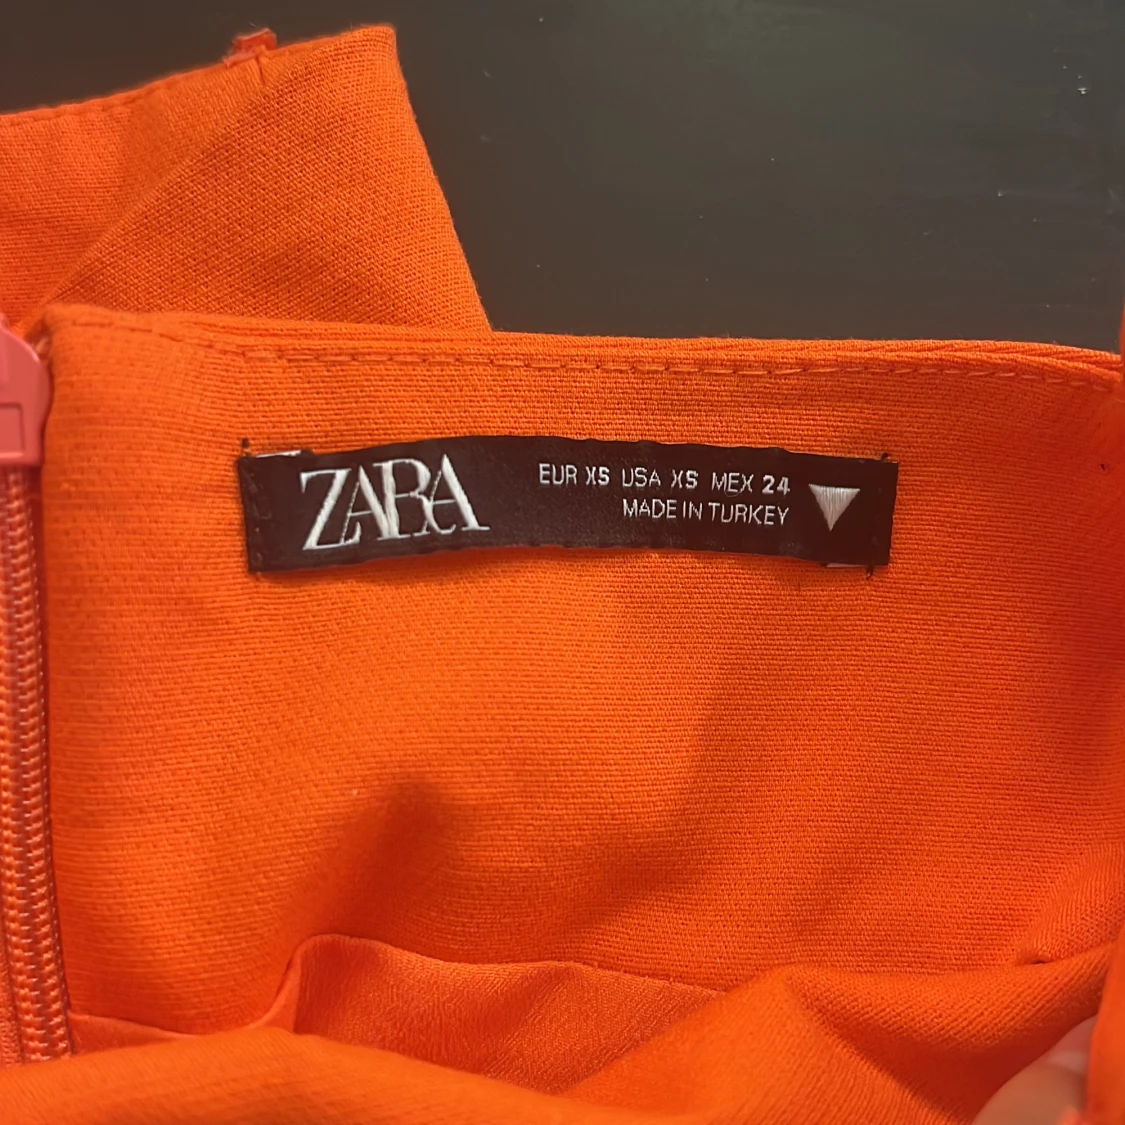 ZARA
EUR XS USA XS MEX 24
MADE IN TURKEY